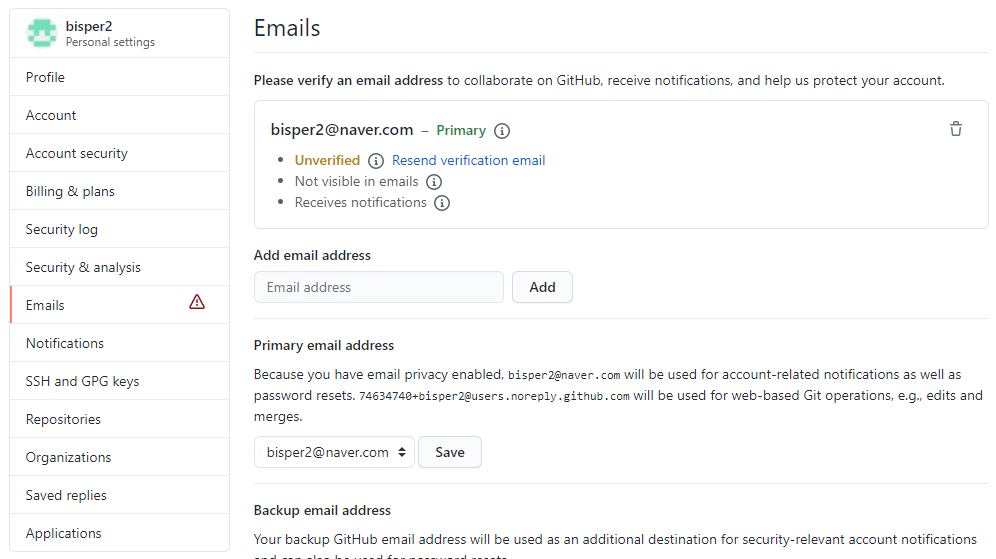 bisper2
Personal settings
Profile
Account
Account security
Billing & plans
Security log
Security & analysis
Emails
Notifications
SSH and GPG keys
Repositories
Organizations
Saved replies
Applications
Emails
Please verify an email address to collaborate on GitHub, receive notifications, and help us protect your account.
bisper2@naver.com – Primary
Unverified Resend verification email
Not visible in emails
Receives notifications
Add email address
Email address Add
Primary email address
Because you have email privacy enabled, bisper2@naver.com will be used for account-related notifications as well as
password resets. 74634740+bisper2@users.noreply.github.com will be used for web-based Git operations, e.g., edits and
merges.
bisper2@naver.com Save
Backup email address
Your backup GitHub email address will be used as an additional destination for security-relevant account notifications
and can also be used for password resets.